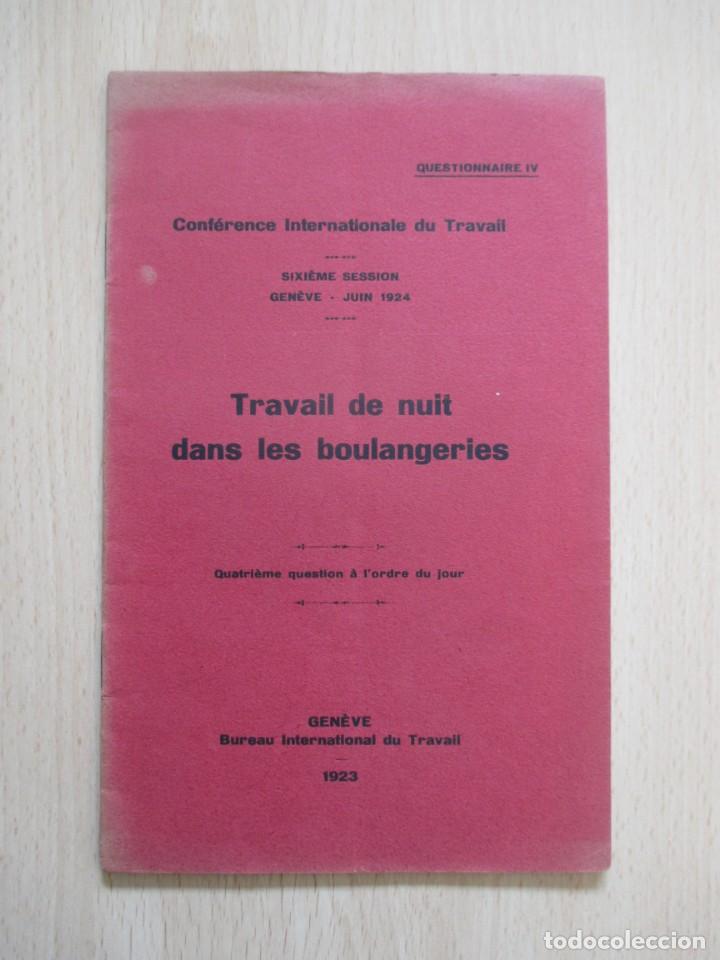 QUESTIONNAIRE IV
Conférence Internationale du Travail
SIXIÈME SESSION
GENÈVE - JUIN 1924
Travail de nuit
dans les boulangeries
Quatrième question à l'ordre du jour
GENÈVE
Bureau International du Travail
1923
todocoleccion